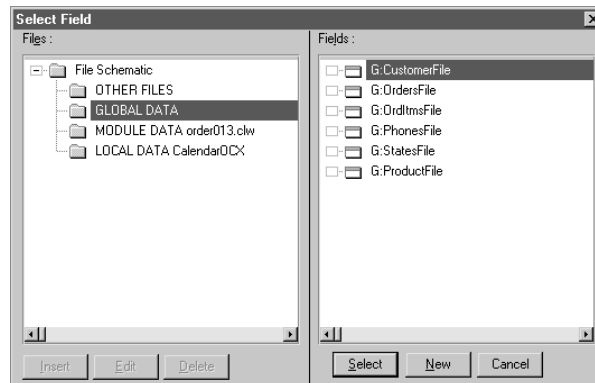 Select Field
Files :
File Schematic
OTHER FILES
GLOBAL DATA
MODULE DATA order013.clw
LOCAL DATA CalendarOCX
Insert
Edit
Delete
Fields :
G:CustomerFile
G:OrdersFile
G:OrdItmsFile
G:PhonesFile
G:StatesFile
G:ProductFile
Select
New
Cancel